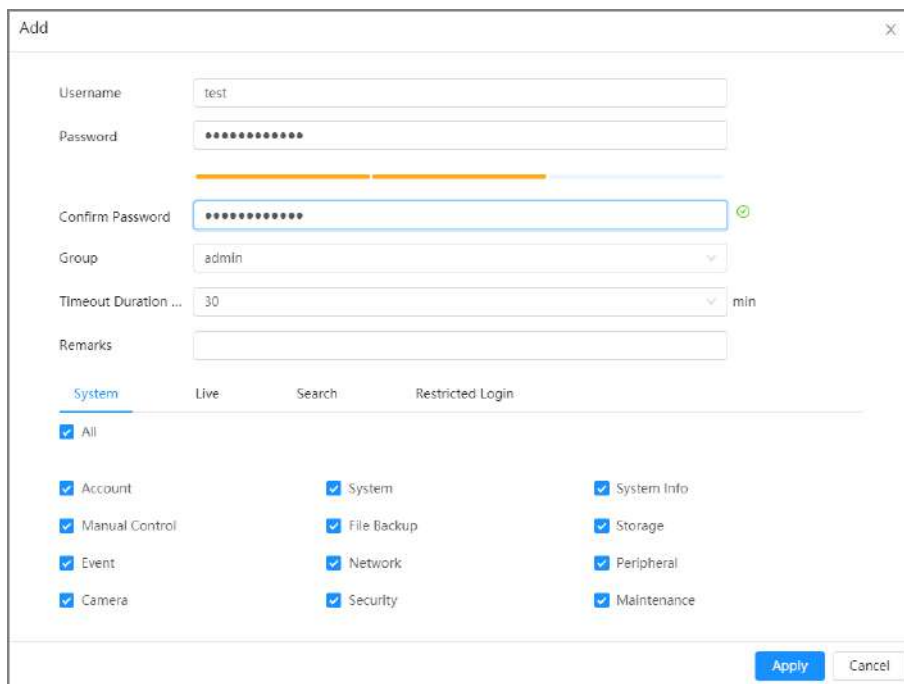 Add
Username test
Password ••••••••••••
Confirm Password ••••••••••••
Group admin
Timeout Duration ... 30 min
Remarks
System Live Search Restricted Login
All
Account System System Info
Manual Control File Backup Storage
Event Network Peripheral
Camera Security Maintenance
Apply Cancel